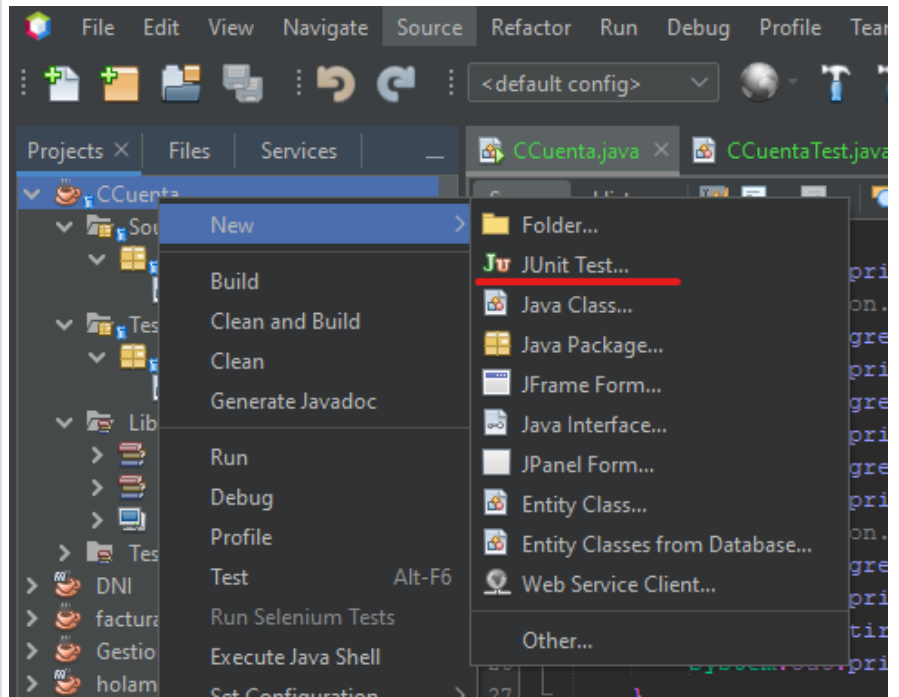 File Edit View Navigate Source Refactor Run Debug Profile
<default config>
Projects Files Services
CCuenta.java CCuentaTest.java
CCuenta
New
Build
Clean and Build
Clean
Generate Javadoc
Run
Debug
Profile
Test Alt-F6
Run Selenium Tests
Execute Java Shell
Set Configuration
Folder...
JUnit Test...
Java Class...
Java Package...
JFrame Form...
Java Interface...
JPanel Form...
Entity Class...
Entity Classes from Database...
Web Service Client...
Other...
DNI
27 }